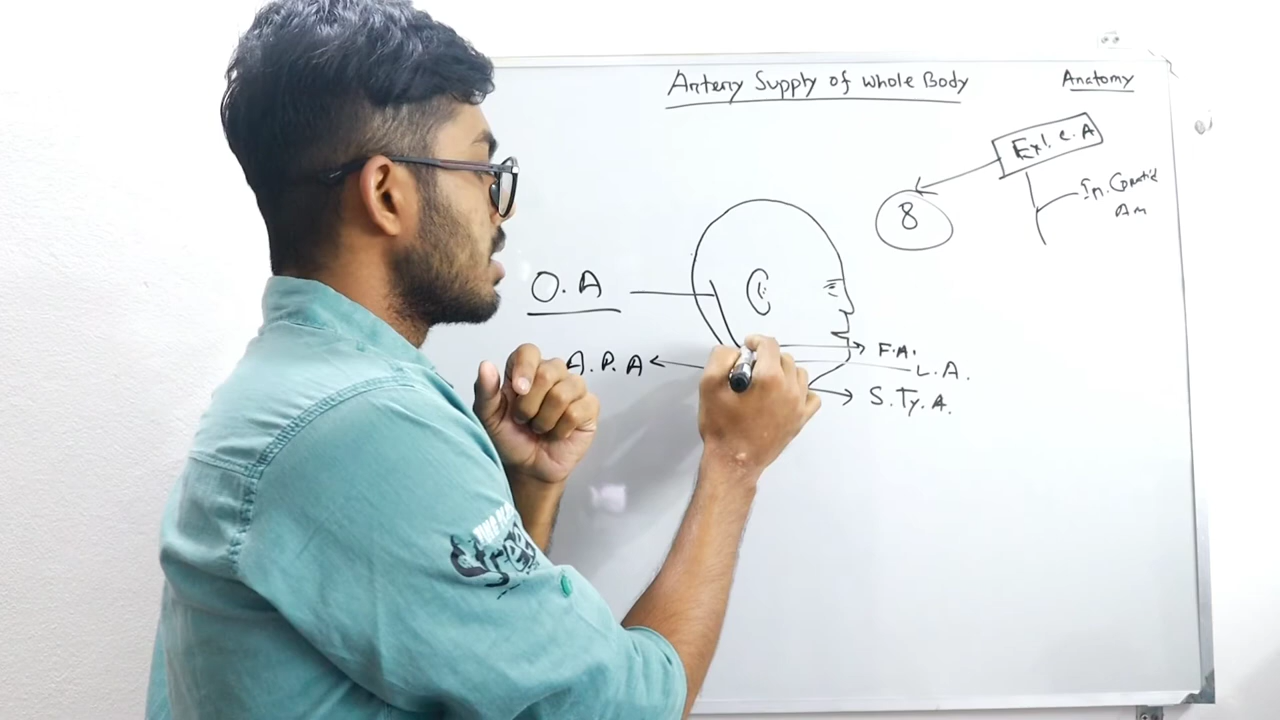 Artery Supply of Whole Body
Anatomy
Ext. C.A
8
In. Carotid
O.A
F.A.
A.P.A
L.A.
S.Ty.A.